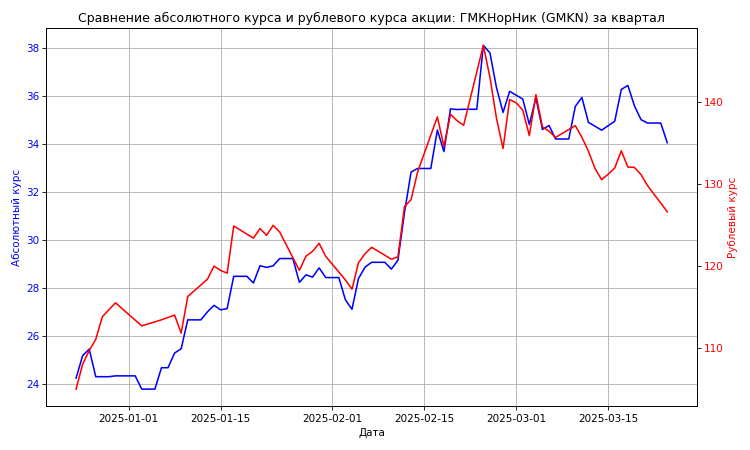 Сравнение абсолютного курса и рублевого курса акции: ГМКНорНик (GMKN) за квартал
38
36
34
32
30
28
26
24
Абсолютный курс
140
130
120
110
Рублевый курс
2025-01-01 2025-01-15 2025-02-01 2025-02-15 2025-03-01 2025-03-15
Дата